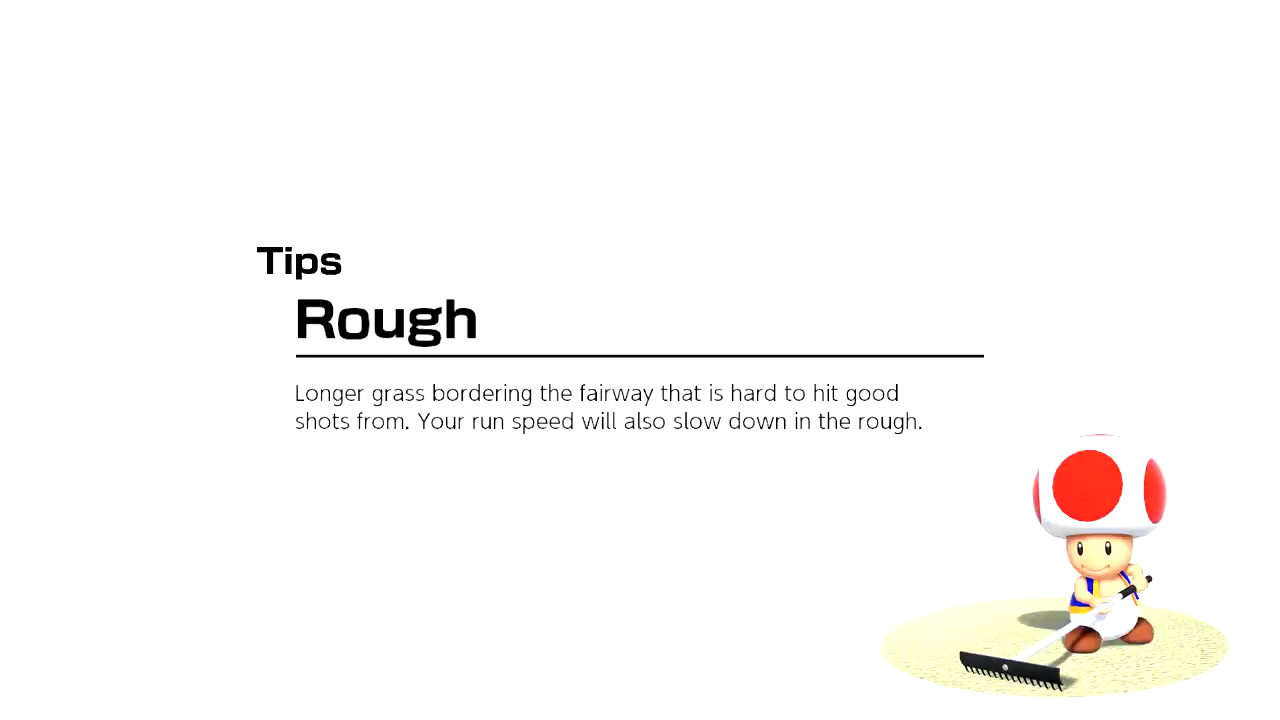 Tips
Rough
Longer grass bordering the fairway that is hard to hit good
shots from. Your run speed will also slow down in the rough.